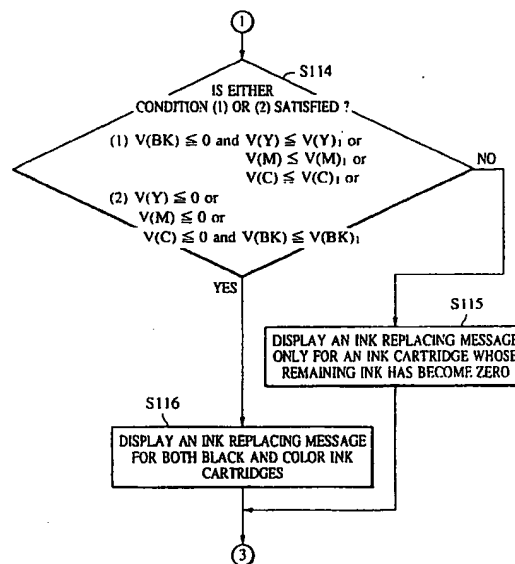 1
S114
IS EITHER
CONDITION (1) OR (2) SATISFIED ?
(1) V(BK) ≦ 0 and V(Y) ≦ V(Y)₁ or
V(M) ≦ V(M)₁ or
V(C) ≦ V(C)₁ or
NO
(2) V(Y) ≦ 0 or
V(M) ≦ 0 or
V(C) ≦ 0 and V(BK) ≦ V(BK)₁
YES
S115
DISPLAY AN INK REPLACING MESSAGE
ONLY FOR AN INK CARTRIDGE WHOSE
REMAINING INK HAS BECOME ZERO
S116
DISPLAY AN INK REPLACING MESSAGE
FOR BOTH BLACK AND COLOR INK
CARTRIDGES
3